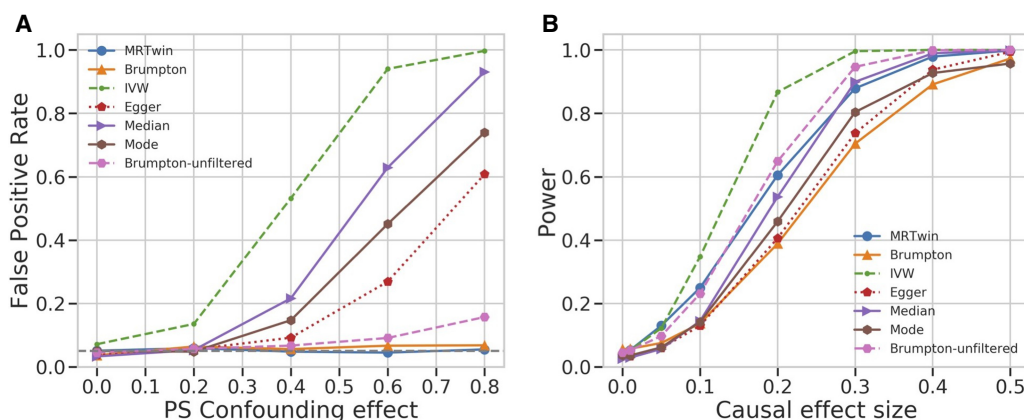 A
False Positive Rate
1.0
0.8
0.6
0.4
0.2
0.0
MRTwin
Brumpton
IVW
Egger
Median
Mode
Brumpton-unfiltered
0.0 0.1 0.2 0.3 0.4 0.5 0.6 0.7 0.8
PS Confounding effect
B
Power
1.0
0.8
0.6
0.4
0.2
0.0
MRTwin
Brumpton
IVW
Egger
Median
Mode
Brumpton-unfiltered
0.0 0.1 0.2 0.3 0.4 0.5
Causal effect size